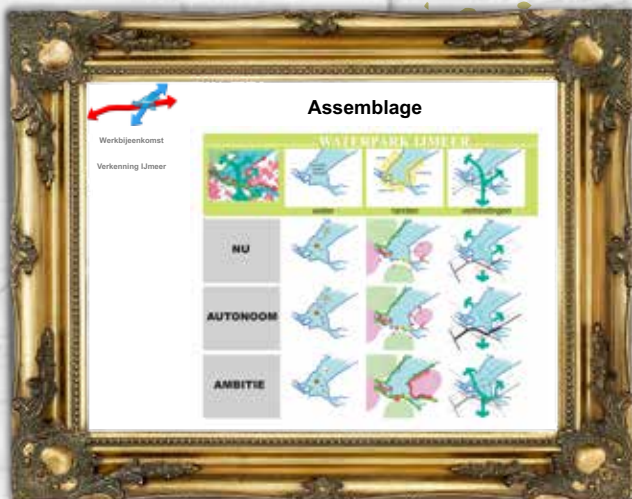 Assemblage
Werkbijeenkomst
Verkenning IJmeer
WATERPARK IJMEER
water
randen
verbindingen
NU
AUTONOOM
AMBITIE